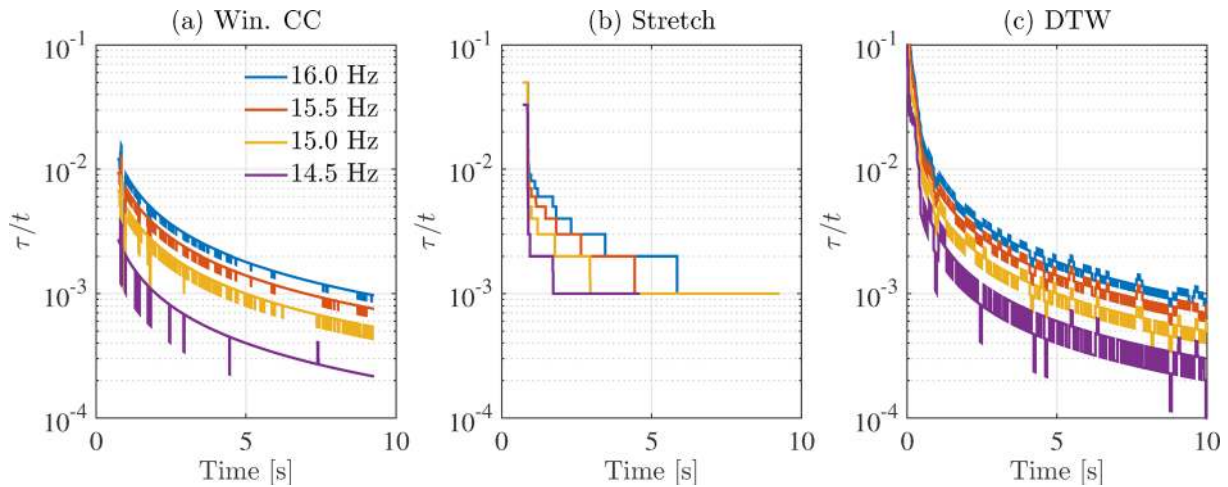 (a) Win. CC
(b) Stretch
(c) DTW
10⁻¹
10⁻²
10⁻³
10⁻⁴
τ/t
16.0 Hz
15.5 Hz
15.0 Hz
14.5 Hz
0 5 10
Time [s]
10⁻¹
10⁻²
10⁻³
10⁻⁴
τ/t
0 5 10
Time [s]
10⁻¹
10⁻²
10⁻³
10⁻⁴
τ/t
0 5 10
Time [s]